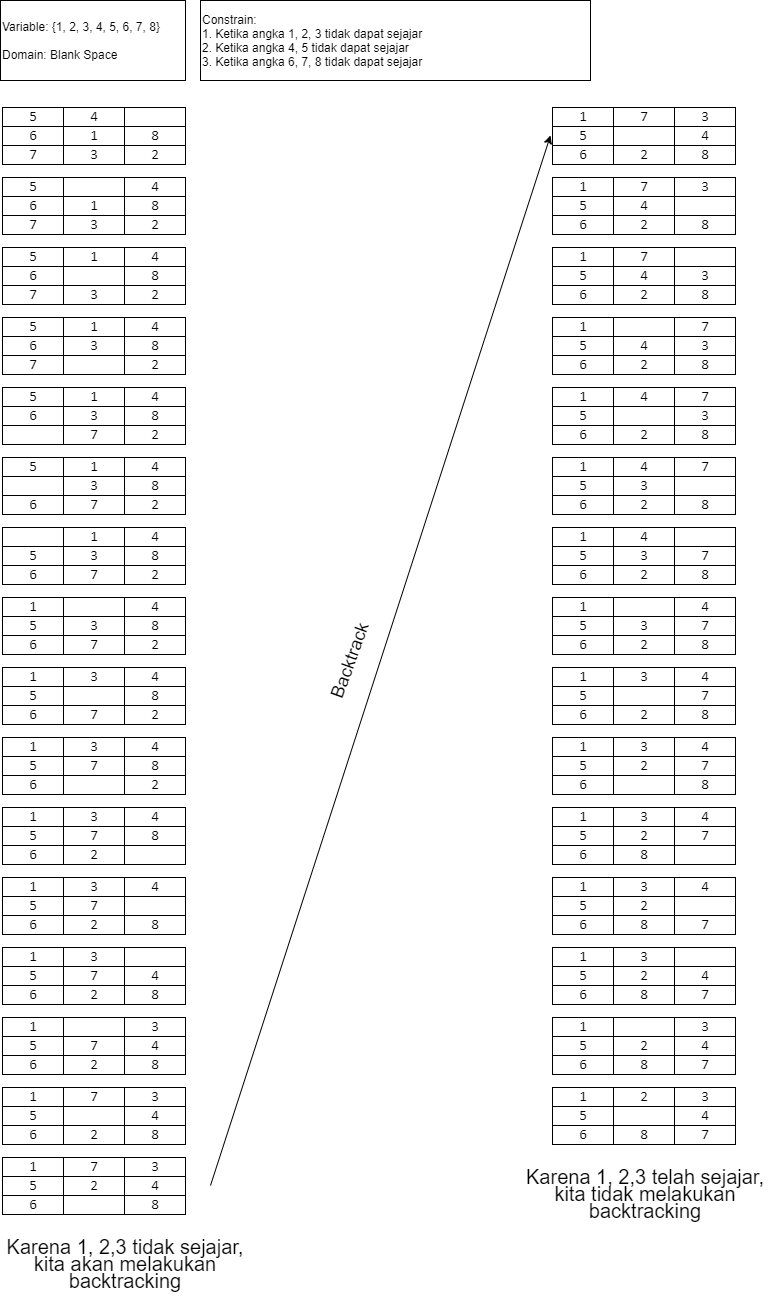 Variable: {1, 2, 3, 4, 5, 6, 7, 8}
Domain: Blank Space
Constrain:
1. Ketika angka 1, 2, 3 tidak dapat sejajar
2. Ketika angka 4, 5 tidak dapat sejajar
3. Ketika angka 6, 7, 8 tidak dapat sejajar
5 4
6 1 8
7 3 2
5 4
6 1 8
7 3 2
5 1 4
6 8
7 3 2
5 1 4
6 3 8
7 2
5 1 4
6 3 8
7 2
5 1 4
3 8
6 7 2
1 4
5 3 8
6 7 2
1 4
5 3 8
6 7 2
1 3 4
5 8
6 7 2
1 3 4
5 7 8
6 2
1 3 4
5 7 8
6 2
1 3 4
5 7
6 2 8
1 3
5 7 4
6 2 8
1 3
5 7 4
6 2 8
1 7 3
5 4
6 2 8
1 7 3
5 2 4
6 8
Karena 1, 2,3 tidak sejajar,
kita akan melakukan
backtracking
Backtrack
1 7 3
5 4
6 2 8
1 7 3
5 4
6 2 8
1 7
5 4 3
6 2 8
1 7
5 4 3
6 2 8
1 4 7
5 3
6 2 8
1 4 7
5 3
6 2 8
1 4
5 3 7
6 2 8
1 4
5 3 7
6 2 8
1 3 4
5 7
6 2 8
1 3 4
5 2 7
6 8
1 3 4
5 2 7
6 8
1 3 4
5 2
6 8 7
1 3
5 2 4
6 8 7
1 3
5 2 4
6 8 7
1 2 3
5 4
6 8 7
Karena 1, 2,3 telah sejajar,
kita tidak melakukan
backtracking